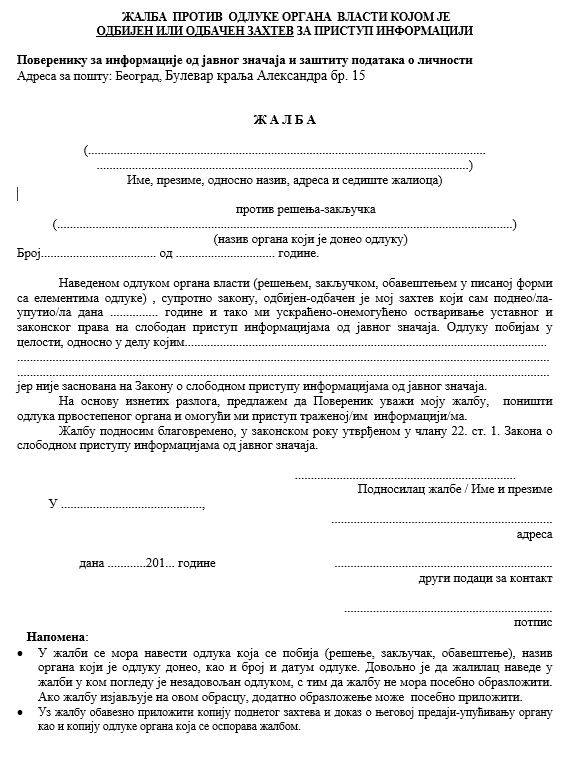 ЖАЛБА ПРОТИВ ОДЛУКЕ ОРГАНА ВЛАСТИ КОЈОМ ЈЕ
ОДБИЈЕН ИЛИ ОДБАЧЕН ЗАХТЕВ ЗА ПРИСТУП ИНФОРМАЦИЈИ
Поверенику за информације од јавног значаја и заштиту података о личности
Адреса за пошту: Београд, Булевар краља Александра бр. 15
Ж А Л Б А
(...........................................................................................................................
...................................................................................................................)
Име, презиме, односно назив, адреса и седиште жалиоца)
против решења-закључка
(............................................................................................................................................)
(назив органа који је донео одлуку)
Број.................................... од ............................... године.
Наведеном одлуком органа власти (решењем, закључком, обавештењем у писаној форми
са елементима одлуке) , супротно закону, одбијен-одбачен је мој захтев који сам поднео/ла-
упутио/ла дана ............... године и тако ми ускраћено-онемогућено остваривање уставног и
законског права на слободан приступ информацијама од јавног значаја. Одлуку побијам у
целости, односно у делу којим................................................................................................................
.....................................................................................................................................................................
.....................................................................................................................................................................
јер није заснована на Закону о слободном приступу информацијама од јавног значаја.
На основу изнетих разлога, предлажем да Повереник уважи моју жалбу, поништи
одлука првостепеног органа и омогући ми приступ траженој/им информацији/ма.
Жалбу подносим благовремено, у законском року утврђеном у члану 22. ст. 1. Закона о
слободном приступу информацијама од јавног значаја.
....................................................................
Подносилац жалбе / Име и презиме
У ............................................,
.....................................................................
адреса
дана ............201... године ....................................................................
други подаци за контакт
................................................................
потпис
Напомена:
• У жалби се мора навести одлука која се побија (решење, закључак, обавештење), назив
органа који је одлуку донео, као и број и датум одлуке. Довољно је да жалилац наведе у
жалби у ком погледу је незадовољан одлуком, с тим да жалбу не мора посебно образложити.
Ако жалбу изјављује на овом обрасцу, додатно образложење може посебно приложити.
• Уз жалбу обавезно приложити копију поднетог захтева и доказ о његовој предаји-упућивању органу
као и копију одлуке органа која се оспорава жалбом.